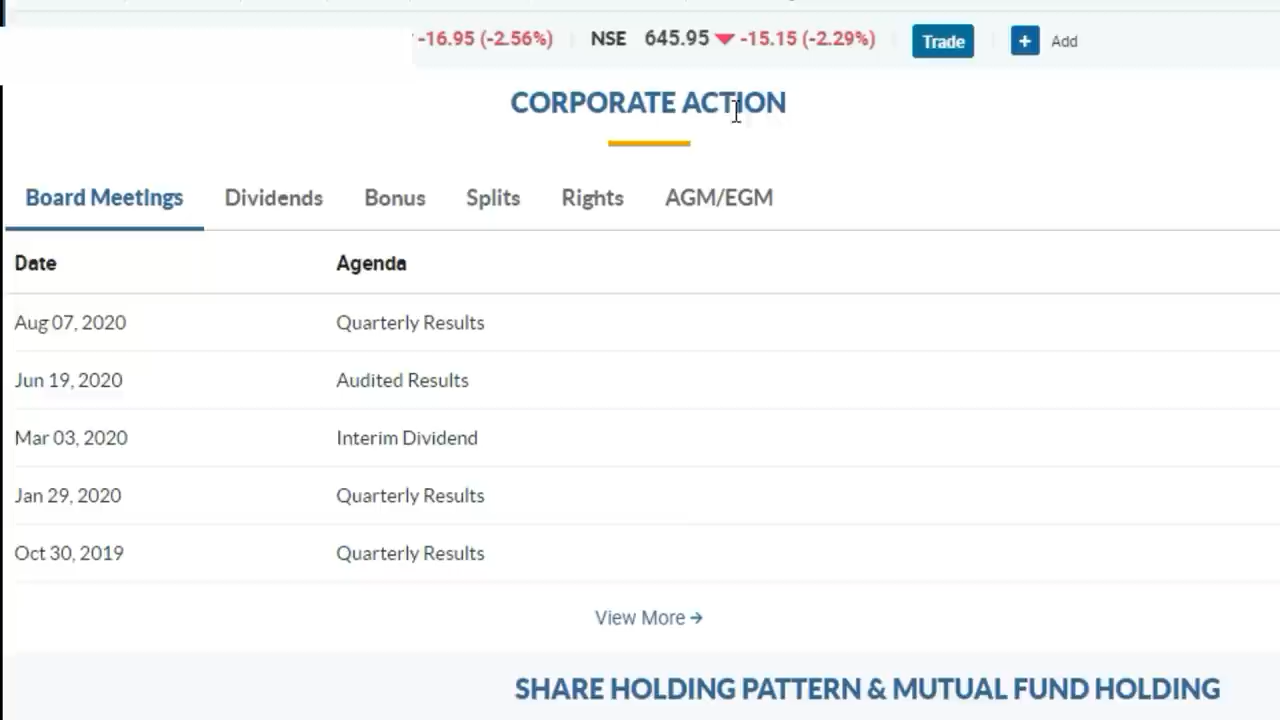 -16.95 (-2.56%) NSE 645.95 -15.15 (-2.29%) Trade + Add
CORPORATE ACTION
Board Meetings Dividends Bonus Splits Rights AGM/EGM
Date Agenda
Aug 07, 2020 Quarterly Results
Jun 19, 2020 Audited Results
Mar 03, 2020 Interim Dividend
Jan 29, 2020 Quarterly Results
Oct 30, 2019 Quarterly Results
View More →
SHARE HOLDING PATTERN & MUTUAL FUND HOLDING